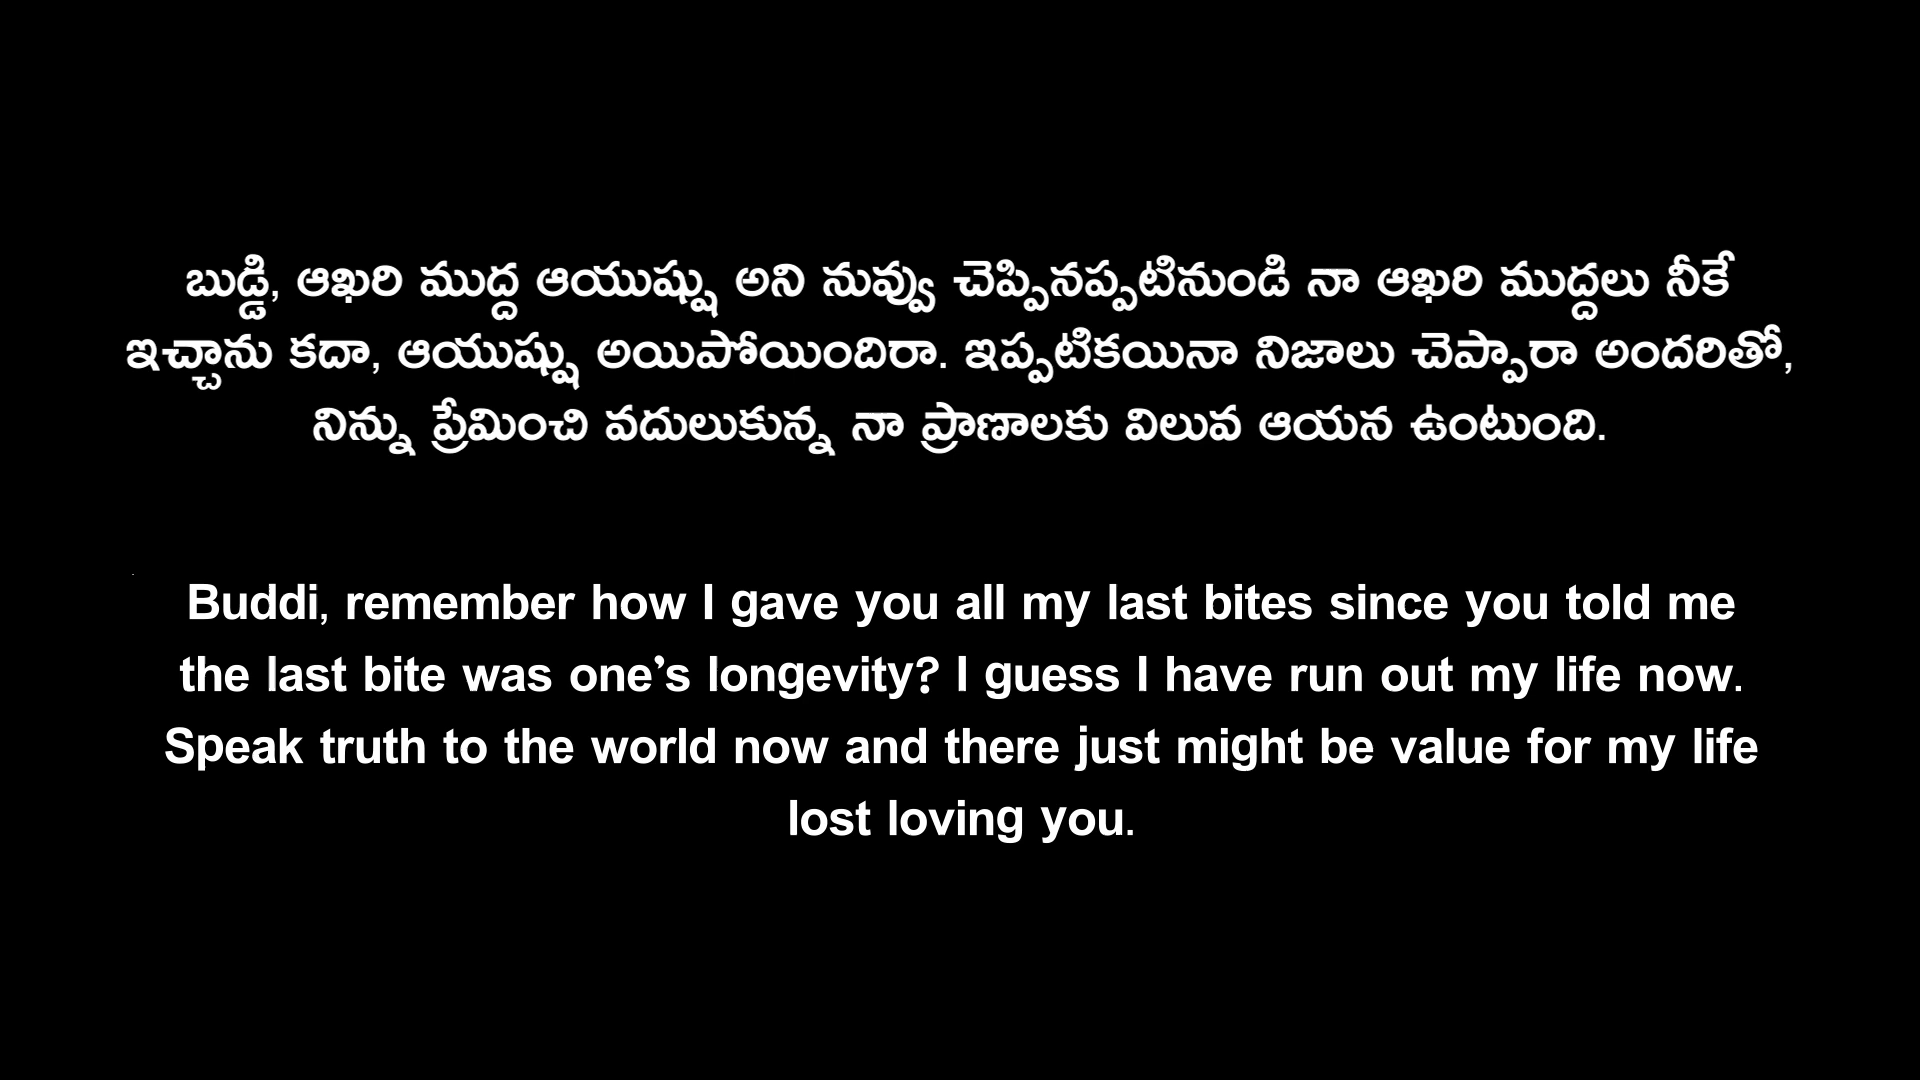 బుడ్డి, ఆఖరి ముద్ద ఆయుష్షు అని నువ్వు చెప్పినప్పటినుండి నా ఆఖరి ముద్దలు నీకే
ఇచ్చాను కదా, ఆయుష్షు అయిపోయిందిరా. ఇప్పటికయినా నిజాలు చెప్పారా అందరితో,
నిన్ను ప్రేమించి వదులుకున్న నా ప్రాణాలకు విలువ ఆయన ఉంటుంది.
Buddi, remember how I gave you all my last bites since you told me
the last bite was one’s longevity? I guess I have run out my life now.
Speak truth to the world now and there just might be value for my life
lost loving you.